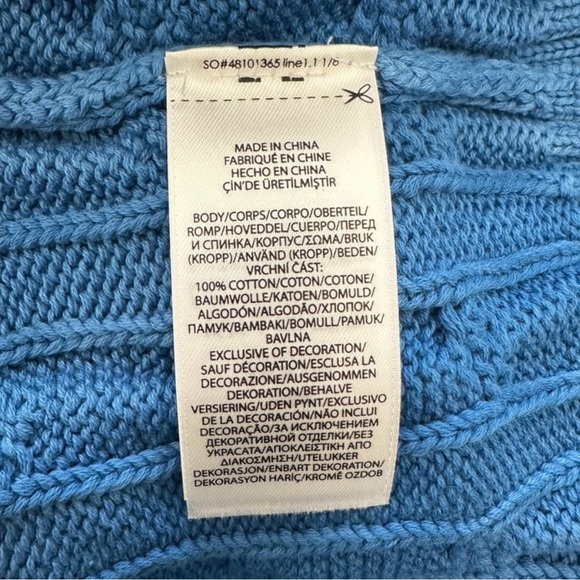 SO#48101365 line1.1 1/6
MADE IN CHINA
FABRIQUÉ EN CHINE
HECHO EN CHINA
ÇİN'DE ÜRETİLMİŞTİR
BODY/CORPS/CORPO/OBERTEIL/
ROMP/HOVEDDEL/CUERPO/ПЕРЕД
И СПИНКА/КОРПУС/ΣΩΜΑ/BRUK
(KROPP)/ANVÄND (KROPP)/BEDEN/
VRCHNÍ ČÁST:
100% COTTON/COTON/COTONE/
BAUMWOLLE/KATOEN/BOMULD/
ALGODÓN/ALGODÃO/ХЛОПОК/
ПАМУК/ΒΑΜΒΑΚΙ/BOMULL/PAMUK/
BAVLNA
EXCLUSIVE OF DECORATION/
SAUF DÉCORATION/ESCLUSA LA
DECORAZIONE/AUSGENOMMEN
DEKORATION/BEHALVE
VERSIERING/UDEN PYNT/EXCLUSIVO
DE LA DECORACIÓN/NÃO INCLUI
DECORAÇÃO/ЗА ИСКЛЮЧЕНИЕМ
ДЕКОРАТИВНОЙ ОТДЕЛКИ/БЕЗ
УКРАСАТА/ΑΠΟΚΛΕΙΣΤΙΚΗ ΑΠΟ
ΔΙΑΚΟΣΜΗΣΗ/UTELUKKER
DEKORASJON/ENBART DEKORATION/
DEKORASYON HARİÇ/KROMĚ OZDOB